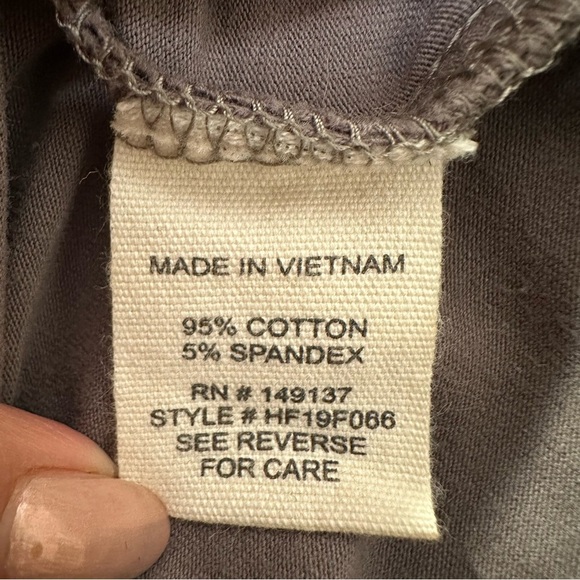 MADE IN VIETNAM
95% COTTON
5% SPANDEX
RN # 149137
STYLE # HF19F066
SEE REVERSE
FOR CARE